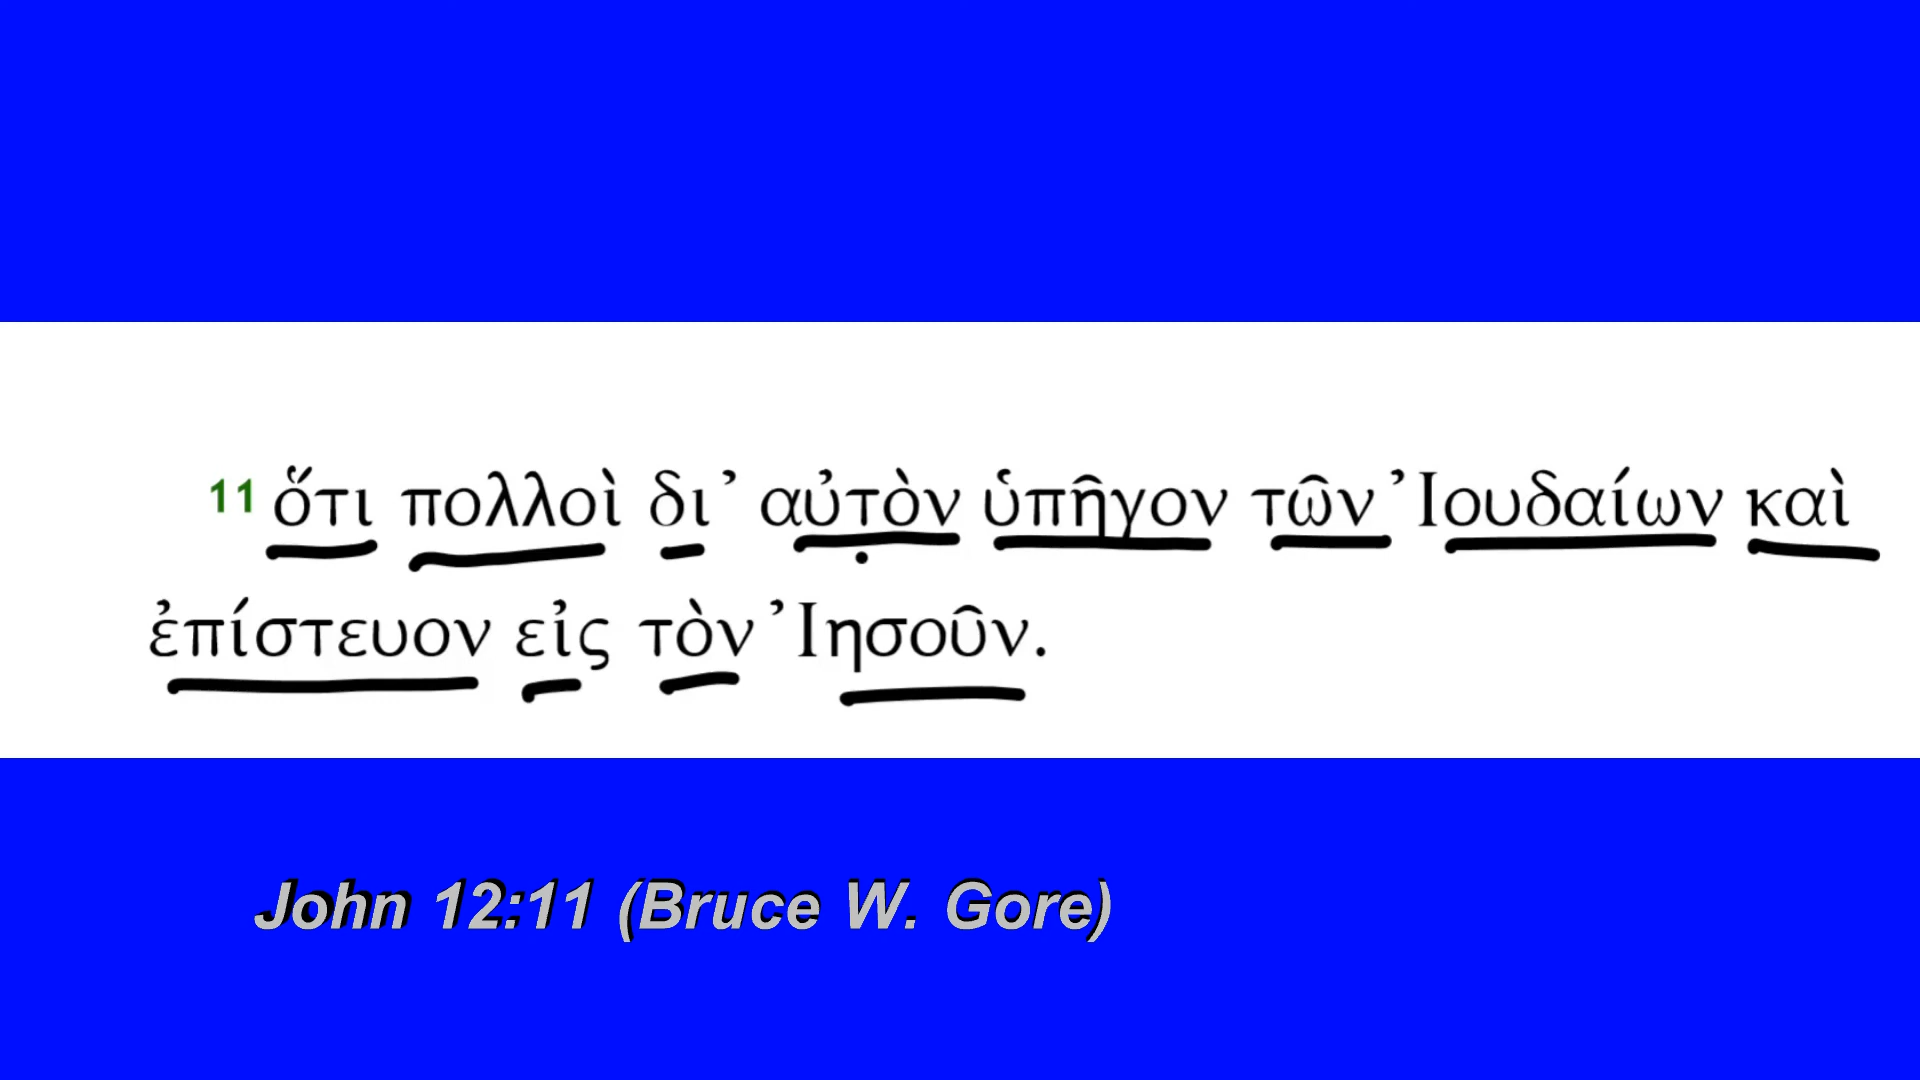 11 ὅτι πολλοὶ δι’ αὐτὸν ὑπῆγον τῶν Ἰουδαίων καὶ
ἐπίστευον εἰς τὸν Ἰησοῦν.
John 12:11 (Bruce W. Gore)